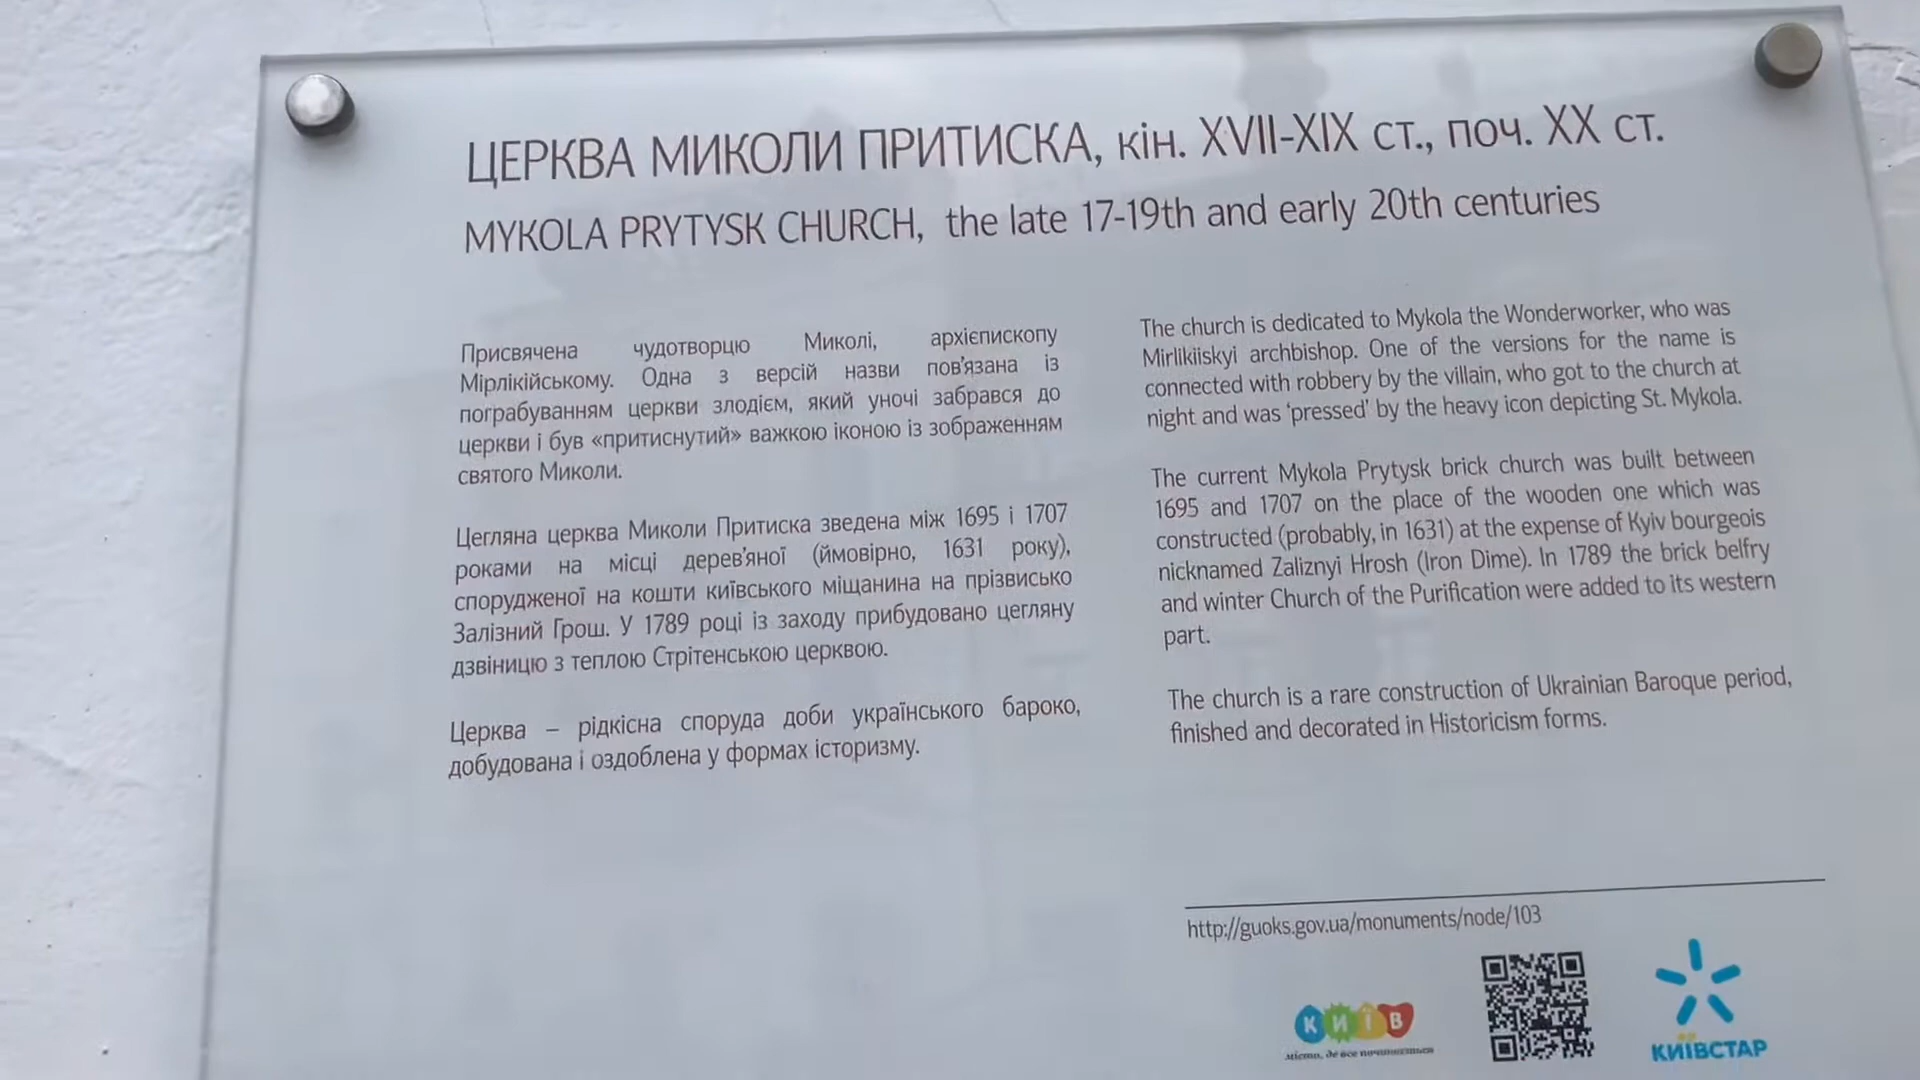 ЦЕРКВА МИКОЛИ ПРИТИСКА, кін. XVII-XIX ст., поч. XX ст.
MYKOLA PRYTYSK CHURCH, the late 17-19th and early 20th centuries
Присвячена чудотворцю Миколі, архієпископу
Мірлікійському. Одна з версій назви пов'язана із
пограбуванням церкви злодієм, який уночі забрався до
церкви і був «притиснутий» важкою іконою із зображенням
святого Миколи.
Цегляна церква Миколи Притиска зведена між 1695 і 1707
роками на місці дерев'яної (ймовірно, 1631 року),
спорудженої на кошти київського міщанина на прізвисько
Залізний Грош. У 1789 році із заходу прибудовано цегляну
дзвіницю з теплою Стрітенською церквою.
Церква – рідкісна споруда доби українського бароко,
добудована і оздоблена у формах історизму.
The church is dedicated to Mykola the Wonderworker, who was
Mirlikiiskyi archbishop. One of the versions for the name is
connected with robbery by the villain, who got to the church at
night and was 'pressed' by the heavy icon depicting St. Mykola.
The current Mykola Prytysk brick church was built between
1695 and 1707 on the place of the wooden one which was
constructed (probably, in 1631) at the expense of Kyiv bourgeois
nicknamed Zaliznyi Hrosh (Iron Dime). In 1789 the brick belfry
and winter Church of the Purification were added to its western
part.
The church is a rare construction of Ukrainian Baroque period,
finished and decorated in Historicism forms.
http://guoks.gov.ua/monuments/node/103
КИЇВ
місто, де все починається
КИЇВСТАР